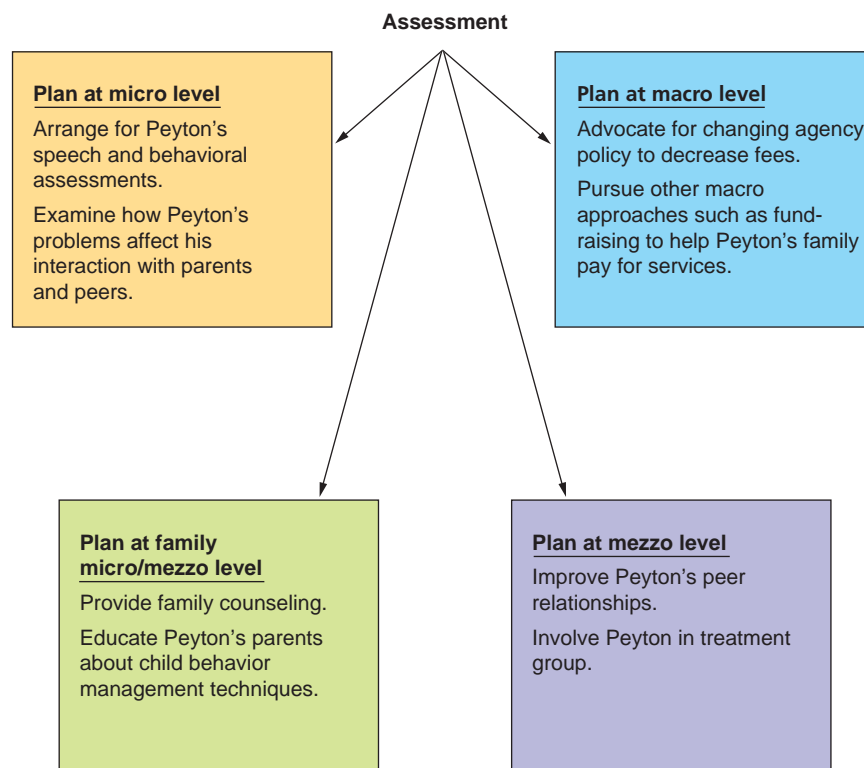 Assessment
Plan at micro level
Arrange for Peyton's
speech and behavioral
assessments.
Examine how Peyton's
problems affect his
interaction with parents
and peers.
Plan at macro level
Advocate for changing agency
policy to decrease fees.
Pursue other macro
approaches such as fund-
raising to help Peyton's family
pay for services.
Plan at family
micro/mezzo level
Provide family counseling.
Educate Peyton's parents
about child behavior
management techniques.
Plan at mezzo level
Improve Peyton's peer
relationships.
Involve Peyton in treatment
group.